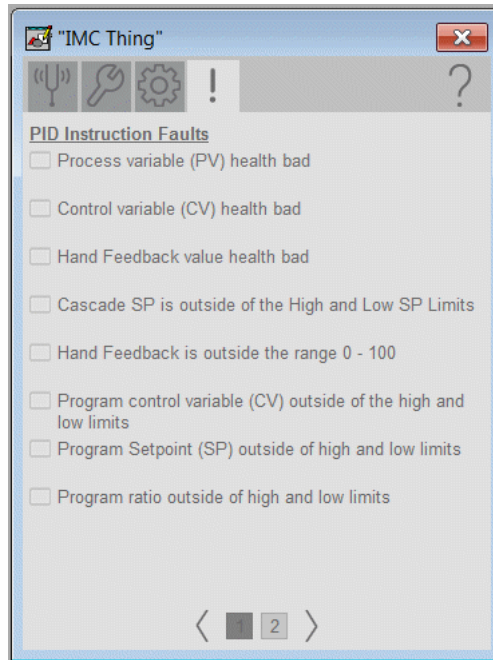 "IMC Thing"
!
?
PID Instruction Faults
Process variable (PV) health bad
Control variable (CV) health bad
Hand Feedback value health bad
Cascade SP is outside of the High and Low SP Limits
Hand Feedback is outside the range 0 - 100
Program control variable (CV) outside of the high and
low limits
Program Setpoint (SP) outside of high and low limits
Program ratio outside of high and low limits
1 2